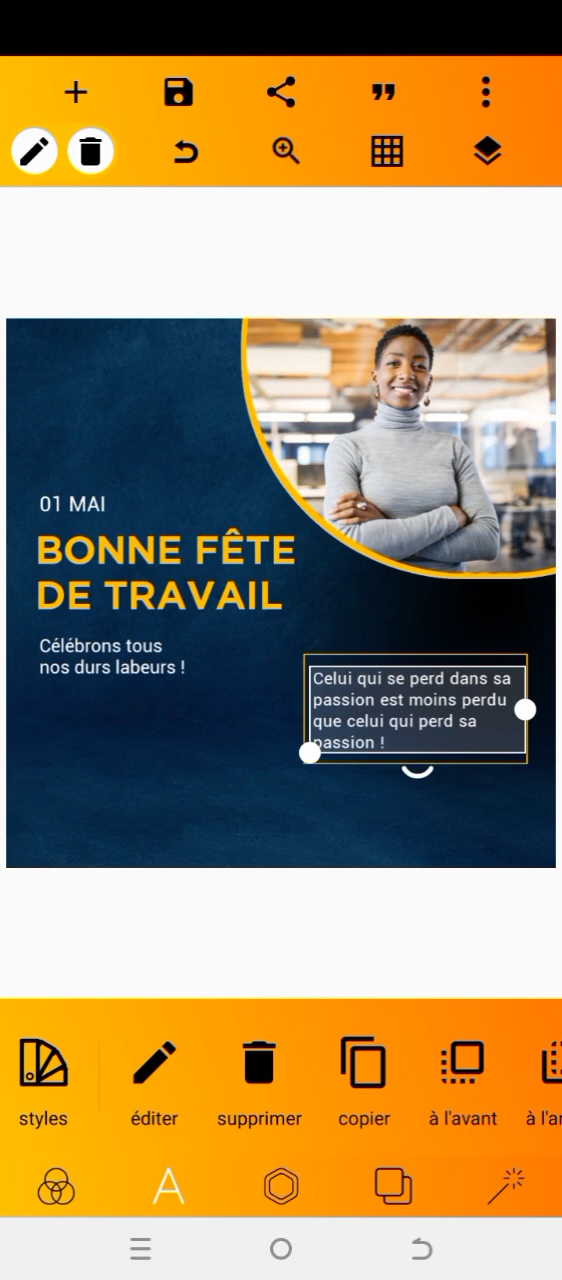 01 MAI
BONNE FÊTE
DE TRAVAIL
Célébrons tous
nos durs labeurs !
Celui qui se perd dans sa
passion est moins perdu
que celui qui perd sa
passion !
styles
éditer
supprimer
copier
à l'avant